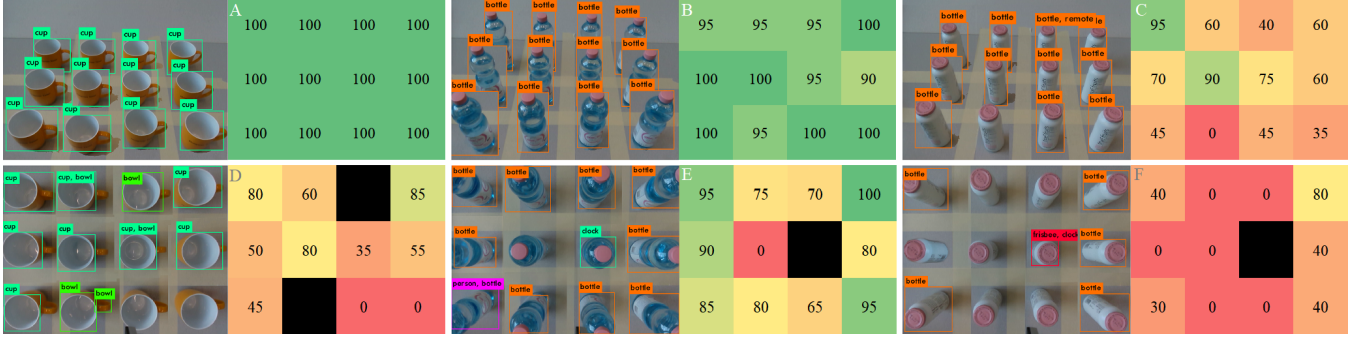 A
cup cup cup cup
100 100 100 100
cup cup cup cup
100 100 100 100
cup cup cup cup
100 100 100 100
B
bottle bottle bottle bottle
95 95 95 100
bottle bottle bottle bottle
100 100 95 90
bottle bottle bottle bottle
100 95 100 100
C
bottle bottle bottle, remote
95 60 40 60
bottle bottle bottle bottle
70 90 75 60
bottle bottle bottle bottle
45 0 45 35
D
cup cup, bowl bowl cup
80 60 85
cup cup cup, bowl cup
50 80 35 55
cup bowl bowl
45 0 0
E
bottle bottle bottle bottle
95 75 70 100
bottle clock bottle
90 0 80
person, bottle bottle bottle bottle
85 80 65 95
F
bottle bottle
40 0 0 80
frisbee, clock bottle
0 0 40
bottle bottle
30 0 0 40